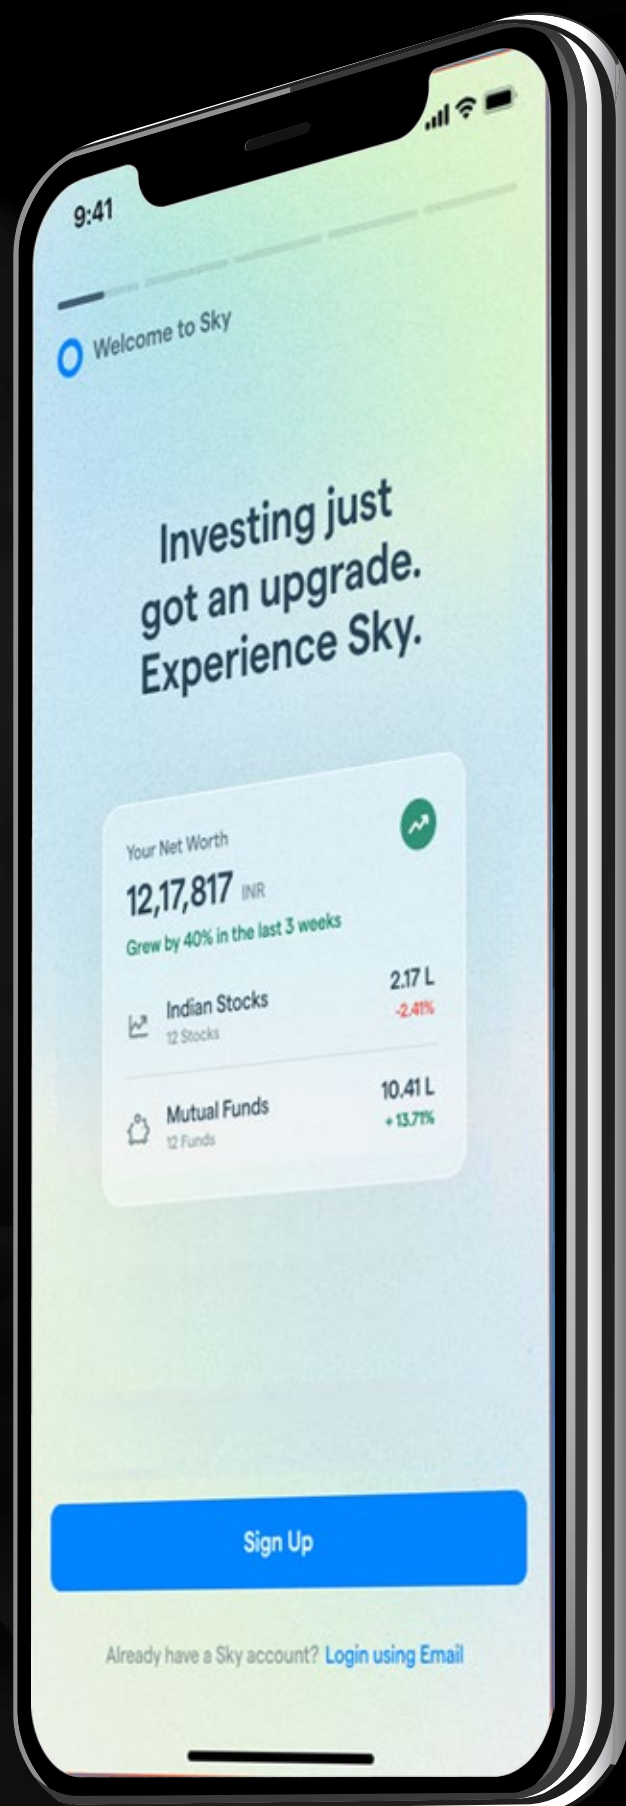 9:41
Welcome to Sky
Investing just
got an upgrade.
Experience Sky.
Your Net Worth
12,17,817 INR
Grew by 40% in the last 3 weeks
Indian Stocks
2.17 L
12 Stocks
-2.41%
Mutual Funds
10.41 L
12 Funds
+13.71%
Sign Up
Already have a Sky account? Login using Email